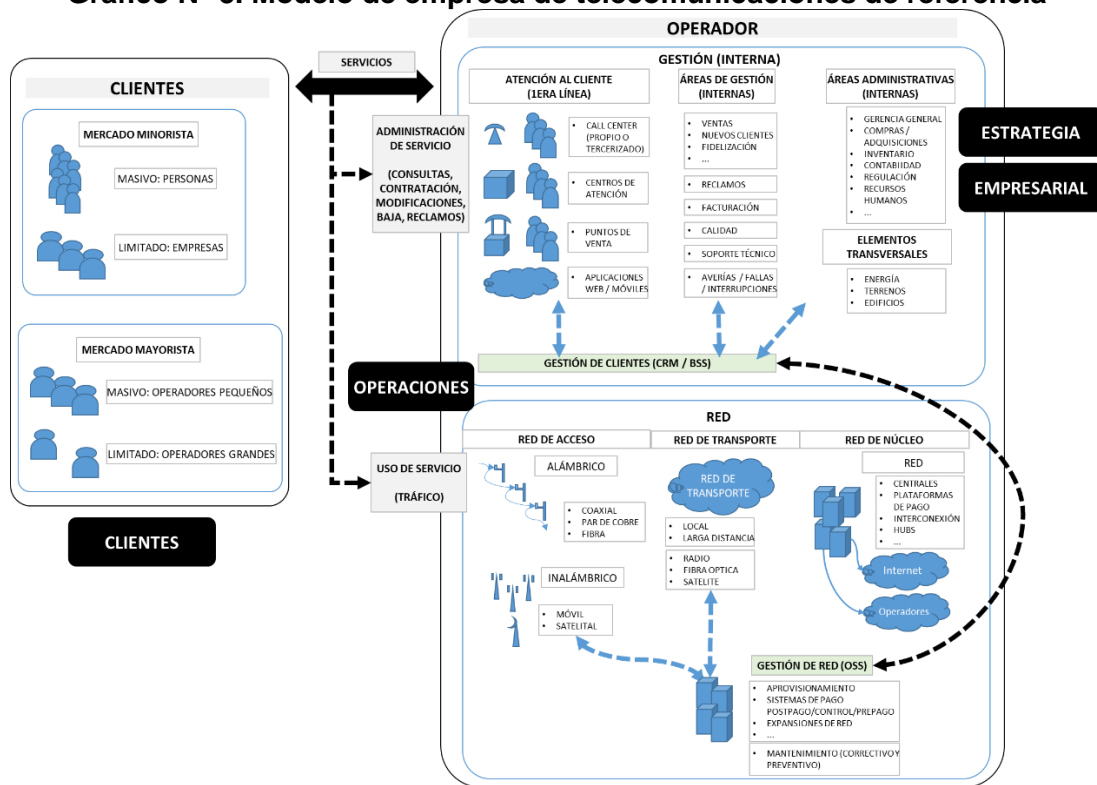 Gráfico N° 3: Modelo de empresa de telecomunicaciones de referencia
CLIENTES
MERCADO MINORISTA
MASIVO: PERSONAS
LIMITADO: EMPRESAS
MERCADO MAYORISTA
MASIVO: OPERADORES PEQUEÑOS
LIMITADO: OPERADORES GRANDES
CLIENTES
SERVICIOS
ADMINISTRACIÓN
DE SERVICIO
(CONSULTAS,
CONTRATACIÓN,
MODIFICACIONES,
BAJA, RECLAMOS)
USO DE SERVICIO
(TRÁFICO)
OPERACIONES
OPERADOR
GESTIÓN (INTERNA)
ATENCIÓN AL CLIENTE
(1ERA LÍNEA)
• CALL CENTER
(PROPIO O
TERCERIZADO)
• CENTROS DE
ATENCIÓN
• PUNTOS DE
VENTA
• APLICACIONES
WEB / MÓVILES
ÁREAS DE GESTIÓN
(INTERNAS)
• VENTAS
• NUEVOS CLIENTES
• FIDELIZACIÓN
• ...
• RECLAMOS
• FACTURACIÓN
• CALIDAD
• SOPORTE TÉCNICO
• AVERÍAS / FALLAS
/ INTERRUPCIONES
ÁREAS ADMINISTRATIVAS
(INTERNAS)
• GERENCIA GENERAL
• COMPRAS /
ADQUISICIONES
• INVENTARIO
• CONTABIIDAD
• REGULACIÓN
• RECURSOS
HUMANOS
• ...
ELEMENTOS
TRANSVERSALES
• ENERGÍA
• TERRENOS
• EDIFICIOS
ESTRATEGIA
EMPRESARIAL
GESTIÓN DE CLIENTES (CRM / BSS)
RED
RED DE ACCESO
ALÁMBRICO
• COAXIAL
• PAR DE COBRE
• FIBRA
INALÁMBRICO
• MÓVIL
• SATELITAL
RED DE TRANSPORTE
RED DE
TRANSPORTE
• LOCAL
• LARGA DISTANCIA
• RADIO
• FIBRA OPTICA
• SATELITE
RED DE NÚCLEO
RED
• CENTRALES
• PLATAFORMAS
DE PAGO
• INTERCONEXIÓN
• HUBS
• ...
Internet
Operadores
GESTIÓN DE RED (OSS)
• APROVISIONAMIENTO
• SISTEMAS DE PAGO
POSTPAGO/CONTROL/PREPAGO
• EXPANSIONES DE RED
• ...
• MANTENIMIENTO (CORRECTIVO Y
PREVENTIVO)